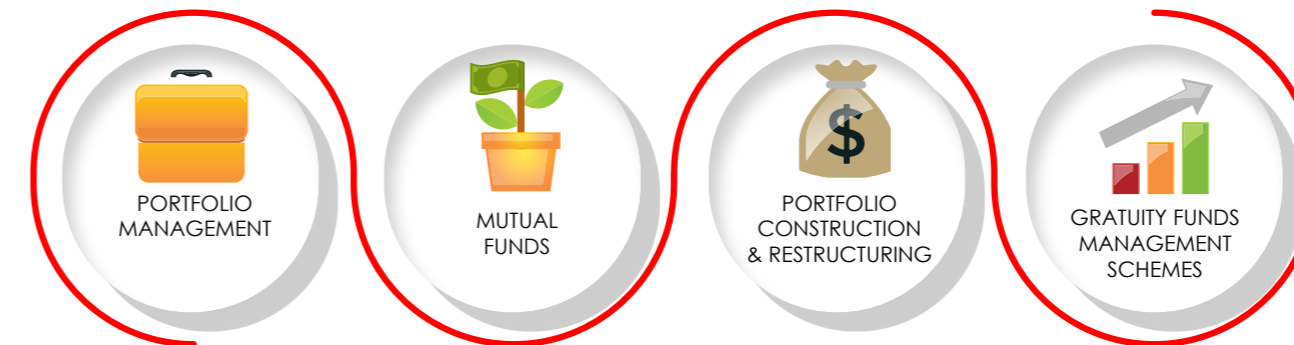 PORTFOLIO
MANAGEMENT
MUTUAL
FUNDS
$
PORTFOLIO
CONSTRUCTION
& RESTRUCTURING
GRATUITY FUNDS
MANAGEMENT
SCHEMES